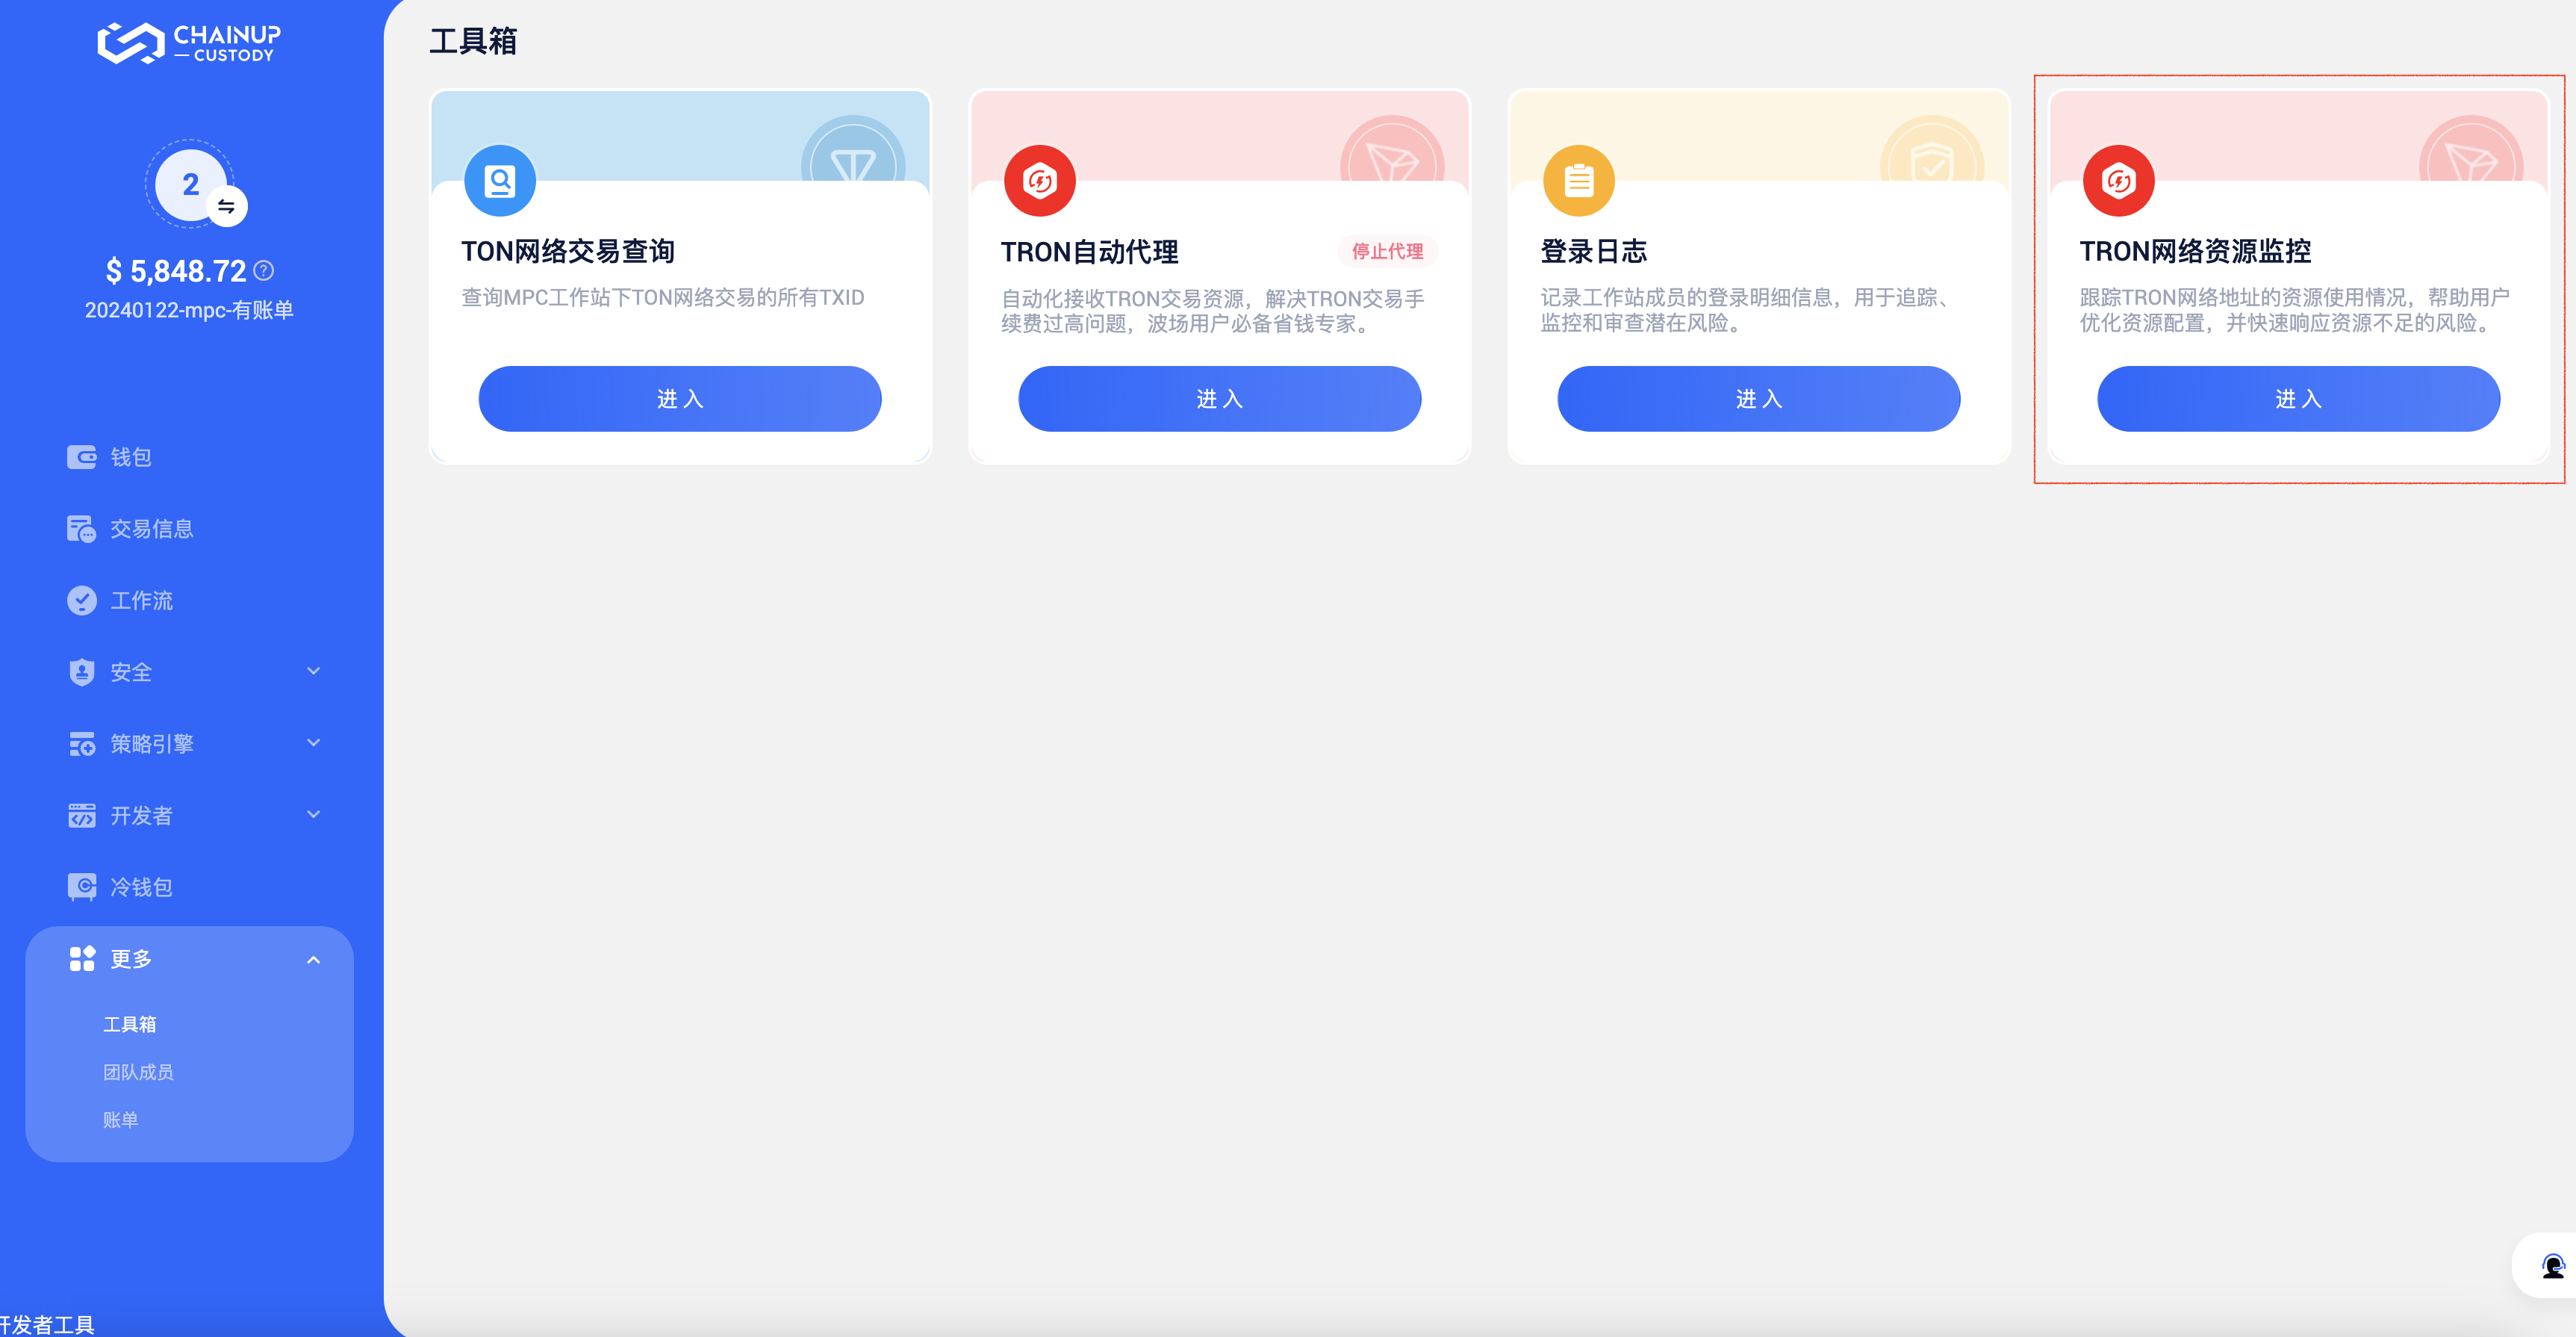 CHAINUP
CUSTODY
2
$ 5,848.72
20240122-mpc-有账单
钱包
交易信息
工作流
安全
策略引擎
开发者
冷钱包
更多
工具箱
团队成员
账单
开发者工具
工具箱
TON网络交易查询
查询MPC工作站下TON网络交易的所有TXID
进入
TRON自动代理
停止代理
自动化接收TRON交易资源，解决TRON交易手
续费过高问题，波场用户必备省钱专家。
进入
登录日志
记录工作站成员的登录明细信息，用于追踪、
监控和审查潜在风险。
进入
TRON网络资源监控
跟踪TRON网络地址的资源使用情况，帮助用户
优化资源配置，并快速响应资源不足的风险。
进入